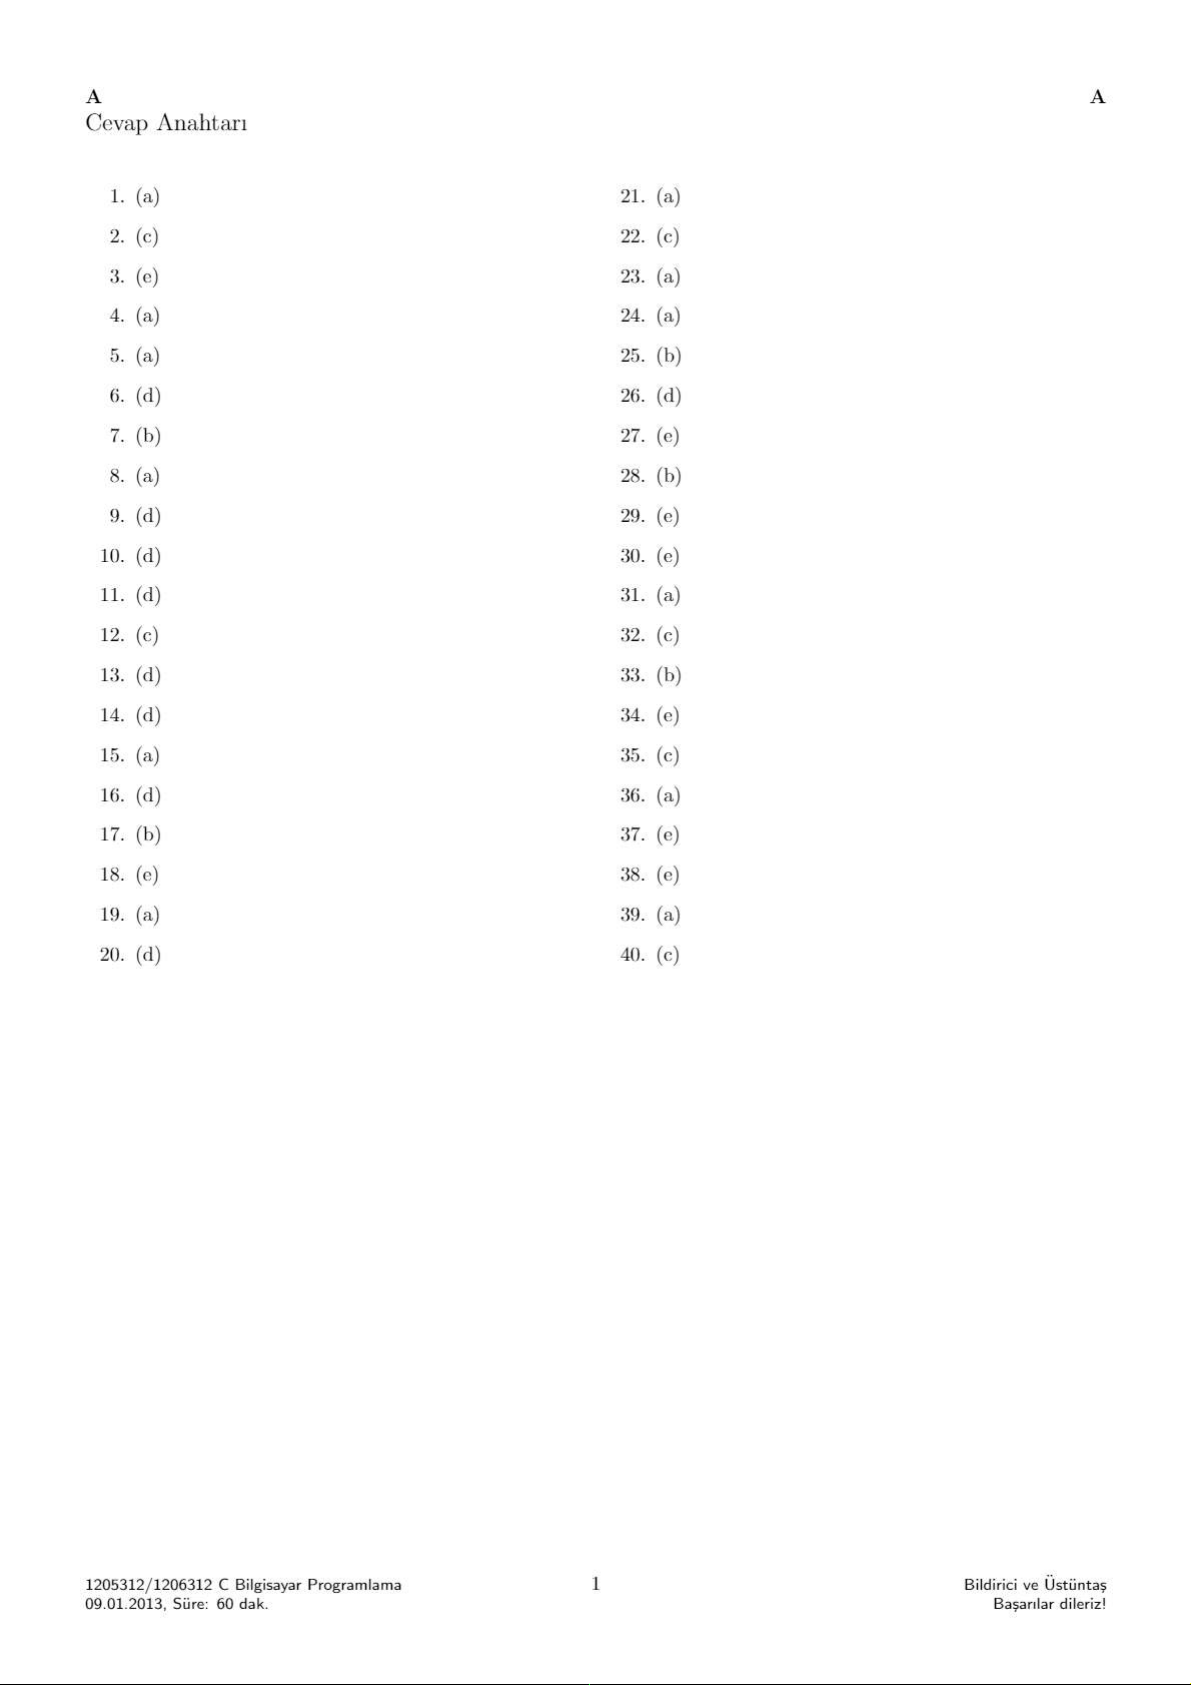 A A
Cevap Anahtarı
1. (a)
2. (c)
3. (e)
4. (a)
5. (a)
6. (d)
7. (b)
8. (a)
9. (d)
10. (d)
11. (d)
12. (c)
13. (d)
14. (d)
15. (a)
16. (d)
17. (b)
18. (e)
19. (a)
20. (d)
21. (a)
22. (c)
23. (a)
24. (a)
25. (b)
26. (d)
27. (e)
28. (b)
29. (e)
30. (e)
31. (a)
32. (c)
33. (b)
34. (e)
35. (c)
36. (a)
37. (e)
38. (e)
39. (a)
40. (c)
1205312/1206312 C Bilgisayar Programlama 1 Bildirici ve Üstüntaş
09.01.2013, Süre: 60 dak. Başarılar dileriz!